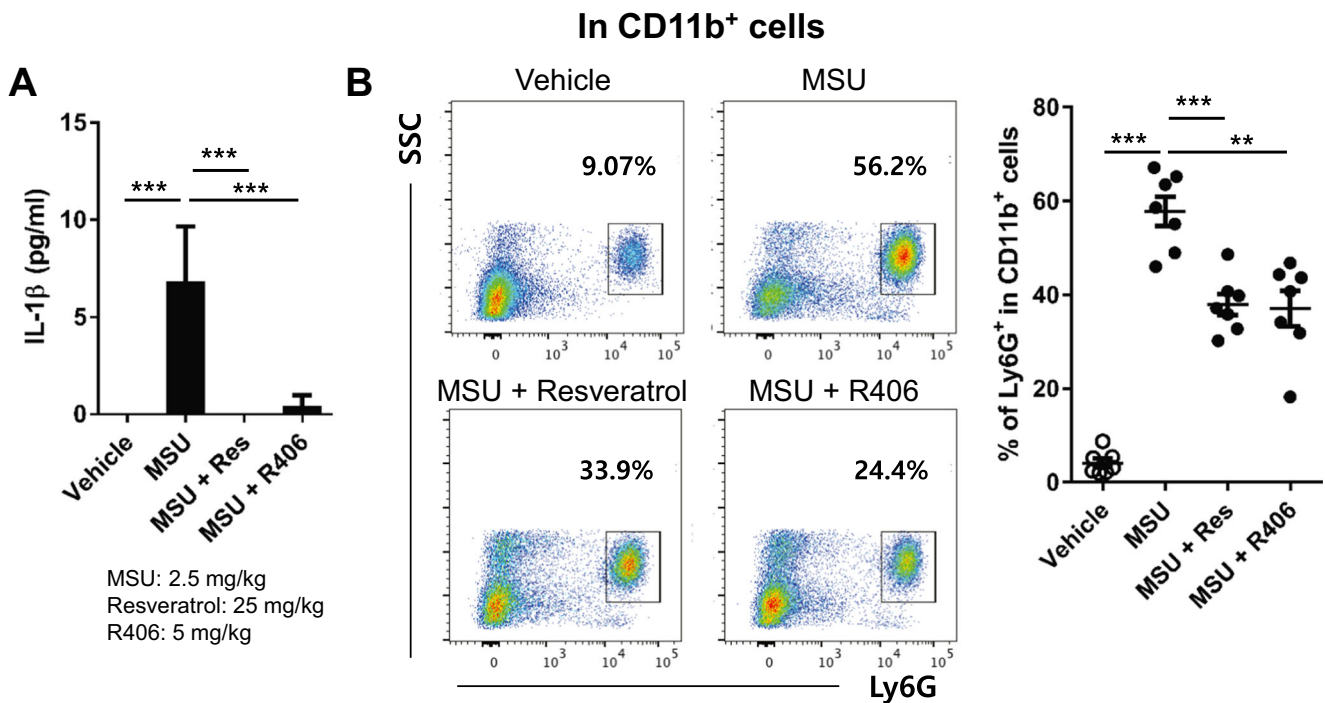 In CD11b⁺ cells
A
15
10
5
0
IL-1β (pg/ml)
***
***
***
Vehicle
MSU
MSU + Res
MSU + R406
MSU: 2.5 mg/kg
Resveratrol: 25 mg/kg
R406: 5 mg/kg
B
SSC
Vehicle
9.07%
0 10³ 10⁴ 10⁵
MSU
56.2%
0 10³ 10⁴ 10⁵
MSU + Resveratrol
33.9%
0 10³ 10⁴ 10⁵
MSU + R406
24.4%
0 10³ 10⁴ 10⁵
Ly6G
% of Ly6G⁺ in CD11b⁺ cells
80
60
40
20
0
***
***
**
Vehicle
MSU
MSU + Res
MSU + R406